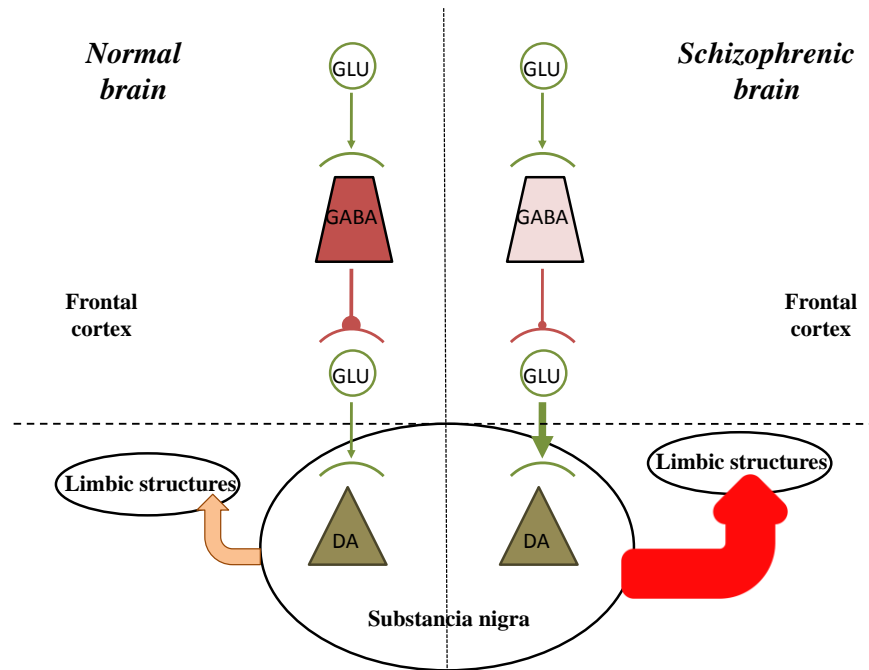 Normal
brain
GLU
GABA
Frontal
cortex
GLU
Limbic structures
DA
Schizophrenic
brain
GLU
GABA
Frontal
cortex
GLU
Limbic structures
DA
Substancia nigra